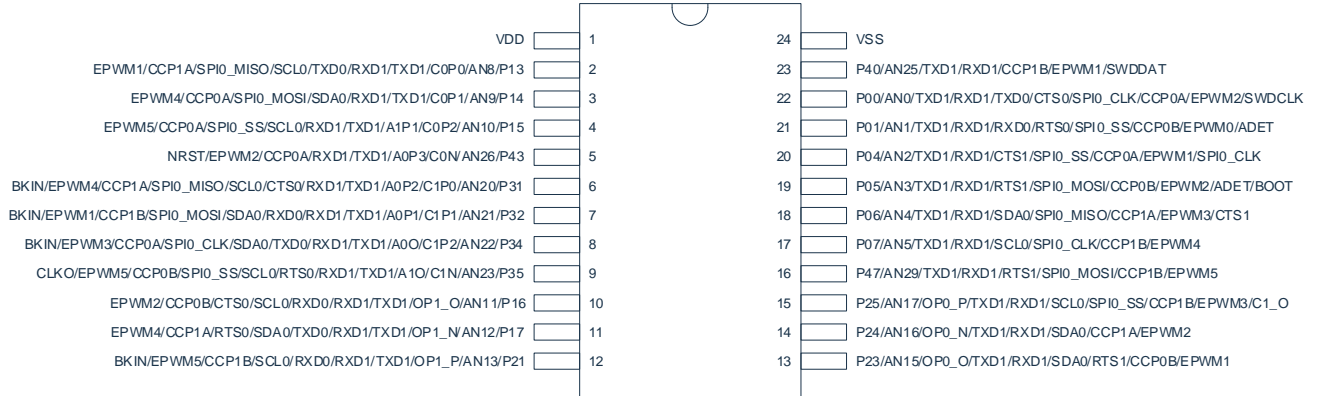 VDD 1 24 VSS
EPWM1/CCP1A/SPI0_MISO/SCL0/TXD0/RXD1/TXD1/C0P0/AN8/P13 2 23 P40/AN25/TXD1/RXD1/CCP1B/EPWM1/SWDDAT
EPWM4/CCP0A/SPI0_MOSI/SDA0/RXD1/TXD1/C0P1/AN9/P14 3 22 P00/AN0/TXD1/RXD1/TXD0/CTS0/SPI0_CLK/CCP0A/EPWM2/SWDCLK
EPWM5/CCP0A/SPI0_SS/SCL0/RXD1/TXD1/A1P1/C0P2/AN10/P15 4 21 P01/AN1/TXD1/RXD1/RXD0/RTS0/SPI0_SS/CCP0B/EPWM0/ADET
NRST/EPWM2/CCP0A/RXD1/TXD1/A0P3/C0N/AN26/P43 5 20 P04/AN2/TXD1/RXD1/CTS1/SPI0_SS/CCP0A/EPWM1/SPI0_CLK
BKIN/EPWM4/CCP1A/SPI0_MISO/SCL0/CTS0/RXD1/TXD1/A0P2/C1P0/AN20/P31 6 19 P05/AN3/TXD1/RXD1/RTS1/SPI0_MOSI/CCP0B/EPWM2/ADET/BOOT
BKIN/EPWM1/CCP1B/SPI0_MOSI/SDA0/RXD0/RXD1/TXD1/A0P1/C1P1/AN21/P32 7 18 P06/AN4/TXD1/RXD1/SDA0/SPI0_MISO/CCP1A/EPWM3/CTS1
BKIN/EPWM3/CCP0A/SPI0_CLK/SDA0/TXD0/RXD1/TXD1/A0O/C1P2/AN22/P34 8 17 P07/AN5/TXD1/RXD1/SCL0/SPI0_CLK/CCP1B/EPWM4
CLKO/EPWM5/CCP0B/SPI0_SS/SCL0/RTS0/RXD1/TXD1/A1O/C1N/AN23/P35 9 16 P47/AN29/TXD1/RXD1/RTS1/SPI0_MOSI/CCP1B/EPWM5
EPWM2/CCP0B/CTS0/SCL0/RXD0/RXD1/TXD1/OP1_O/AN11/P16 10 15 P25/AN17/OP0_P/TXD1/RXD1/SCL0/SPI0_SS/CCP1B/EPWM3/C1_O
EPWM4/CCP1A/RTS0/SDA0/TXD0/RXD1/TXD1/OP1_N/AN12/P17 11 14 P24/AN16/OP0_N/TXD1/RXD1/SDA0/CCP1A/EPWM2
BKIN/EPWM5/CCP1B/SCL0/RXD0/RXD1/TXD1/OP1_P/AN13/P21 12 13 P23/AN15/OP0_O/TXD1/RXD1/SDA0/RTS1/CCP0B/EPWM1